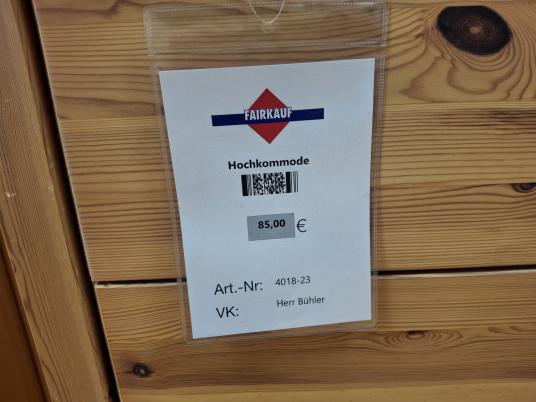 FAIRKAUF
Hochkommode
85,00 €
Art.-Nr: 4018-23
VK: Herr Bühler